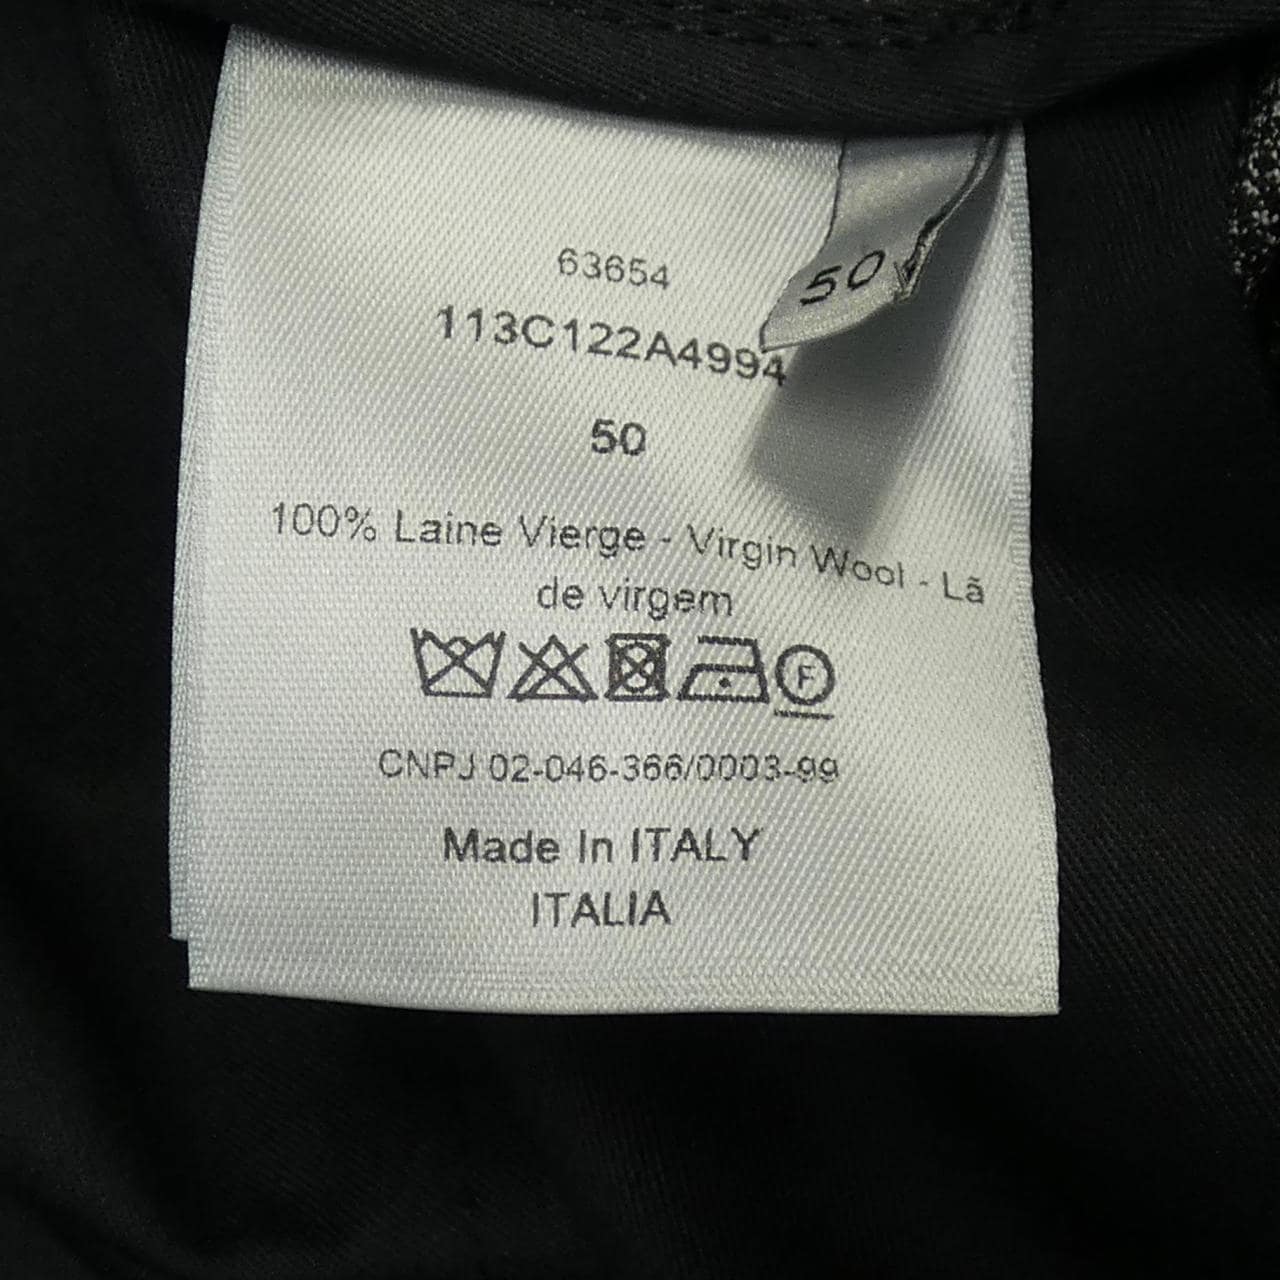 63654
50
113C122A4994
50
100% Laine Vierge - Virgin Wool - Lã
de virgem
F
CNPJ 02-046-366/0003-99
Made In ITALY
ITALIA